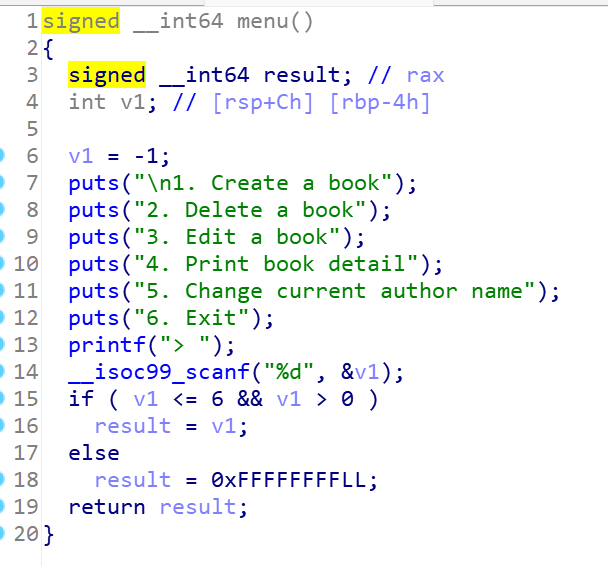 1 signed __int64 menu()
2 {
3 signed __int64 result; // rax
4 int v1; // [rsp+Ch] [rbp-4h]
5
6 v1 = -1;
7 puts("\n1. Create a book");
8 puts("2. Delete a book");
9 puts("3. Edit a book");
10 puts("4. Print book detail");
11 puts("5. Change current author name");
12 puts("6. Exit");
13 printf("> ");
14 __isoc99_scanf("%d", &v1);
15 if ( v1 <= 6 && v1 > 0 )
16 result = v1;
17 else
18 result = 0xFFFFFFFFLL;
19 return result;
20 }